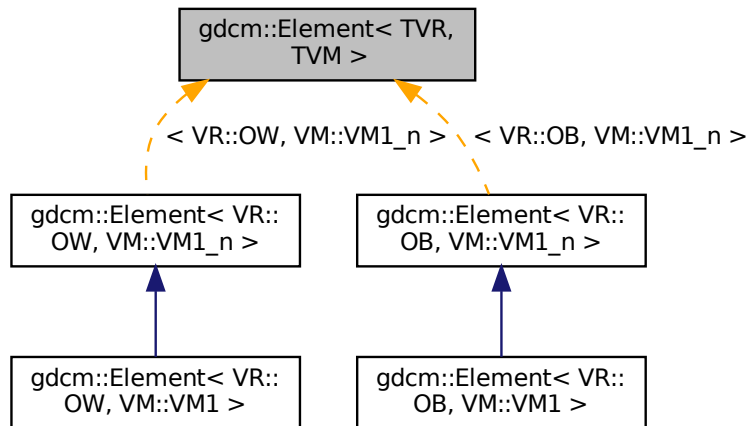 gdcm::Element< TVR,
TVM >
< VR::OW, VM::VM1_n >
< VR::OB, VM::VM1_n >
gdcm::Element< VR::
OW, VM::VM1_n >
gdcm::Element< VR::
OB, VM::VM1_n >
gdcm::Element< VR::
OW, VM::VM1 >
gdcm::Element< VR::
OB, VM::VM1 >